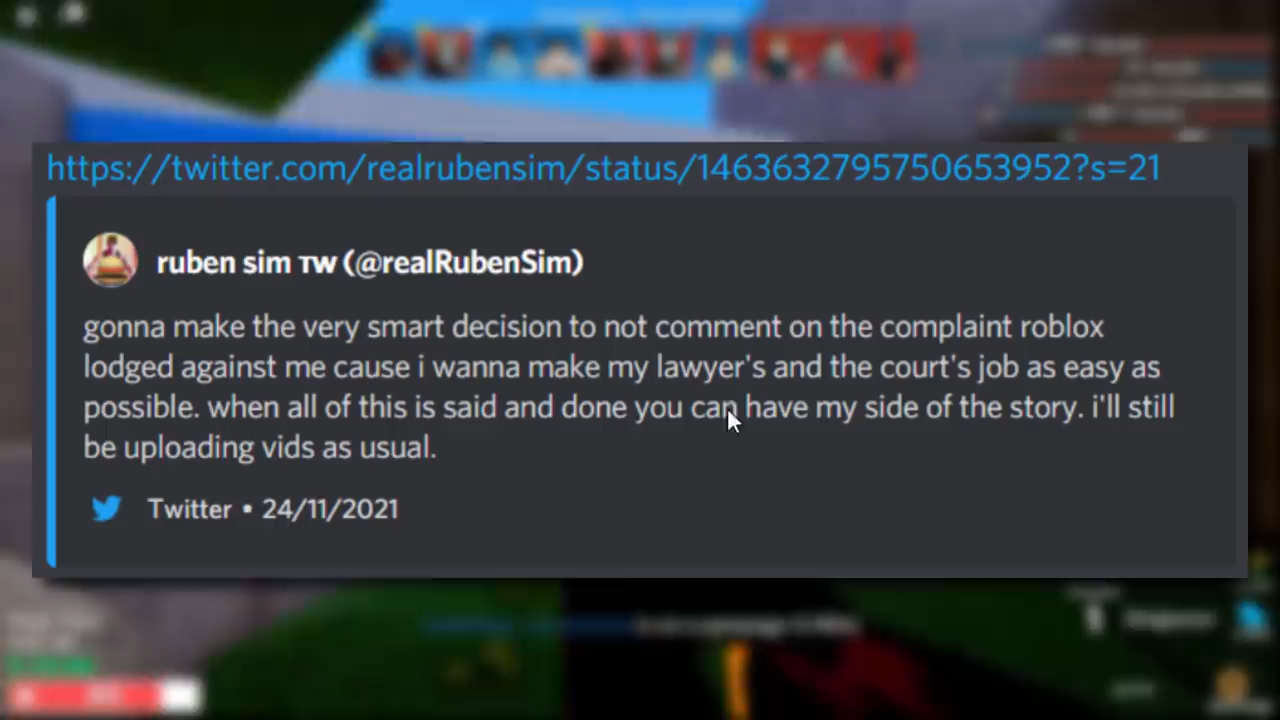 https://twitter.com/realrubensim/status/1463632795750653952?s=21
ruben sim ᴛᴡ (@realRubenSim)
gonna make the very smart decision to not comment on the complaint roblox
lodged against me cause i wanna make my lawyer's and the court's job as easy as
possible. when all of this is said and done you can have my side of the story. i'll still
be uploading vids as usual.
Twitter • 24/11/2021